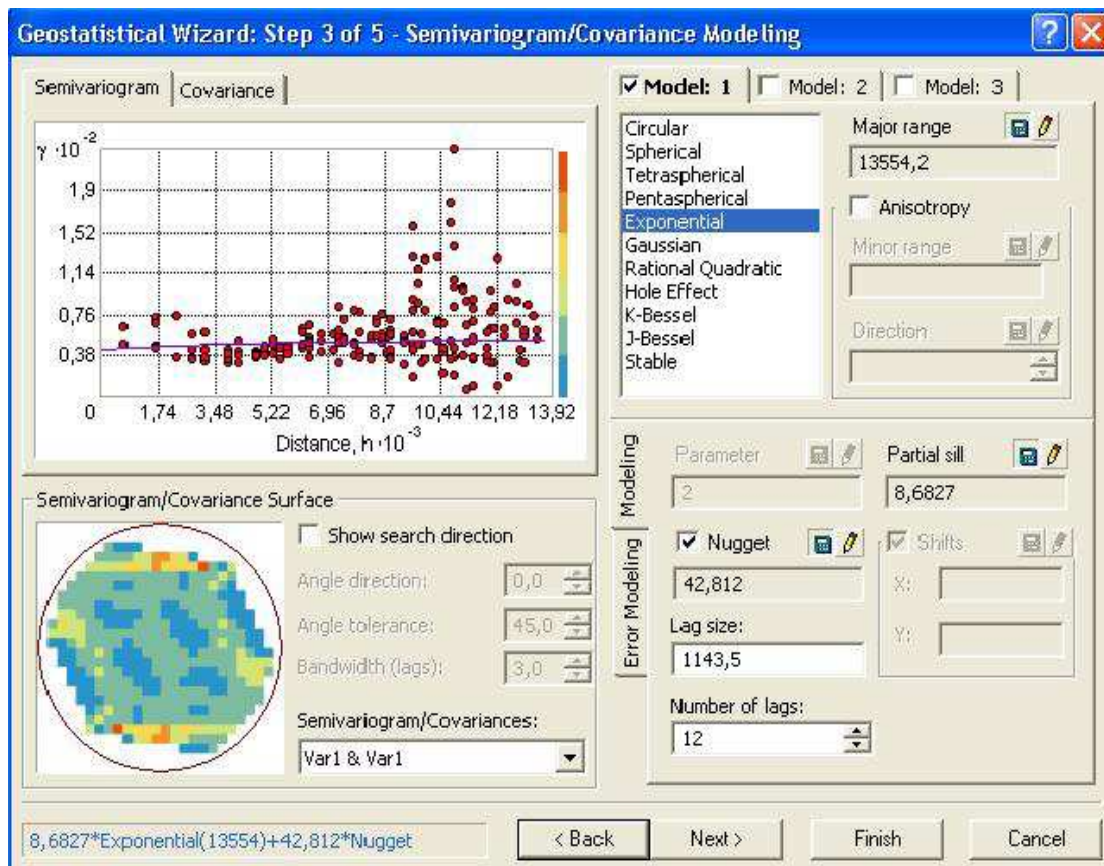 Geostatistical Wizard: Step 3 of 5 - Semivariogram/Covariance Modeling
Semivariogram
Covariance
γ ·10⁻²
1,9
1,52
1,14
0,76
0,38
0 1,74 3,48 5,22 6,96 8,7 10,44 12,18 13,92
Distance, h ·10⁻³
Semivariogram/Covariance Surface
Show search direction
Angle direction: 0,0
Angle tolerance: 45,0
Bandwidth (lags): 3,0
Semivariogram/Covariances:
Var1 & Var1
Model: 1
Model: 2
Model: 3
Circular
Spherical
Tetraspherical
Pentaspherical
Exponential
Gaussian
Rational Quadratic
Hole Effect
K-Bessel
J-Bessel
Stable
Major range
13554,2
Anisotropy
Minor range
Direction
Modeling
Error Modeling
Parameter
2
Partial sill
8,6827
Nugget
42,812
Shifts
X:
Y:
Lag size:
1143,5
Number of lags:
12
8,6827*Exponential(13554)+42,812*Nugget
< Back
Next >
Finish
Cancel